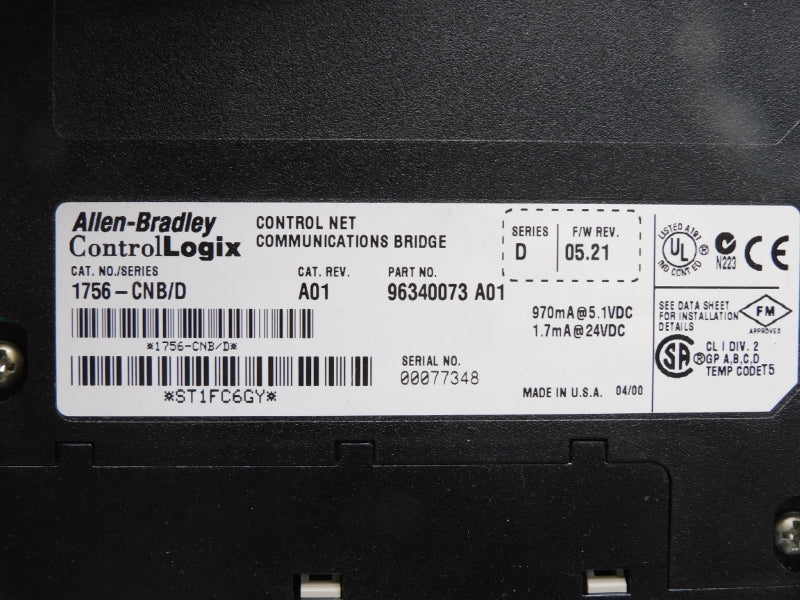 Allen-Bradley
ControlLogix
CONTROL NET
COMMUNICATIONS BRIDGE
SERIES
D
F/W REV.
05.21
CAT. NO./SERIES
1756-CNB/D
CAT. REV.
A01
PART NO.
96340073 A01
*1756-CNB/D*
*ST1FC6GY*
SERIAL NO.
00077348
970mA@5.1VDC
1.7mA@24VDC
MADE IN U.S.A. 04/00
LISTED A197
UL ®
IND CONT EQ
N223
CE
SEE DATA SHEET
FOR INSTALLATION
DETAILS
FM
APPROVED
SA ®
CL I DIV. 2
GP A,B,C,D
TEMP CODET5